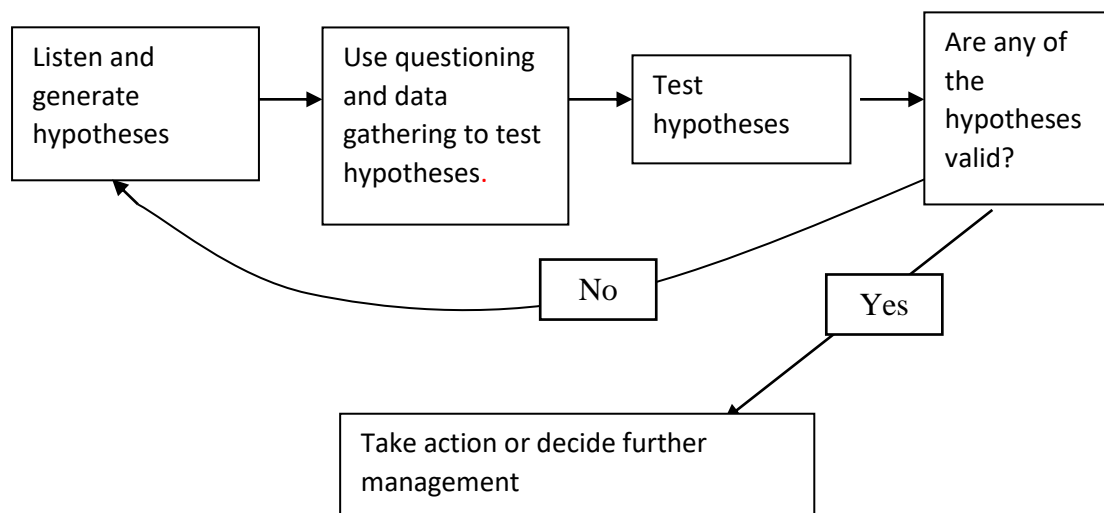 Listen and
generate
hypotheses
Use questioning
and data
gathering to test
hypotheses.
Test
hypotheses
Are any of
the
hypotheses
valid?
No
Yes
Take action or decide further
management